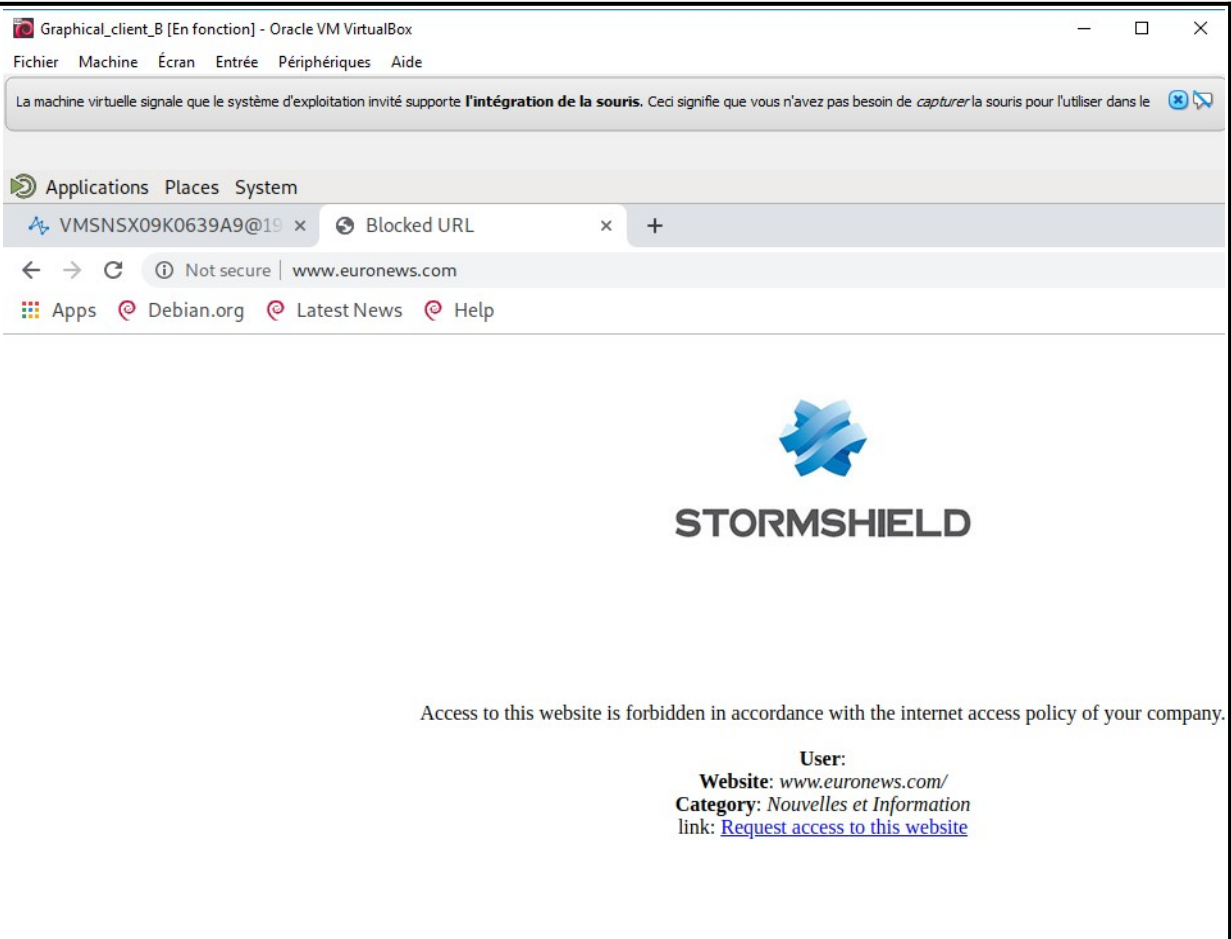 Graphical_client_B [En fonction] - Oracle VM VirtualBox
Fichier Machine Écran Entrée Périphériques Aide
La machine virtuelle signale que le système d'exploitation invité supporte l'intégration de la souris. Ceci signifie que vous n'avez pas besoin de capturer la souris pour l'utiliser dans le
Applications Places System
VMSNSX09K0639A9@19 Blocked URL
Not secure | www.euronews.com
Apps Debian.org Latest News Help
STORMSHIELD
Access to this website is forbidden in accordance with the internet access policy of your company.
User:
Website: www.euronews.com/
Category: Nouvelles et Information
link: Request access to this website